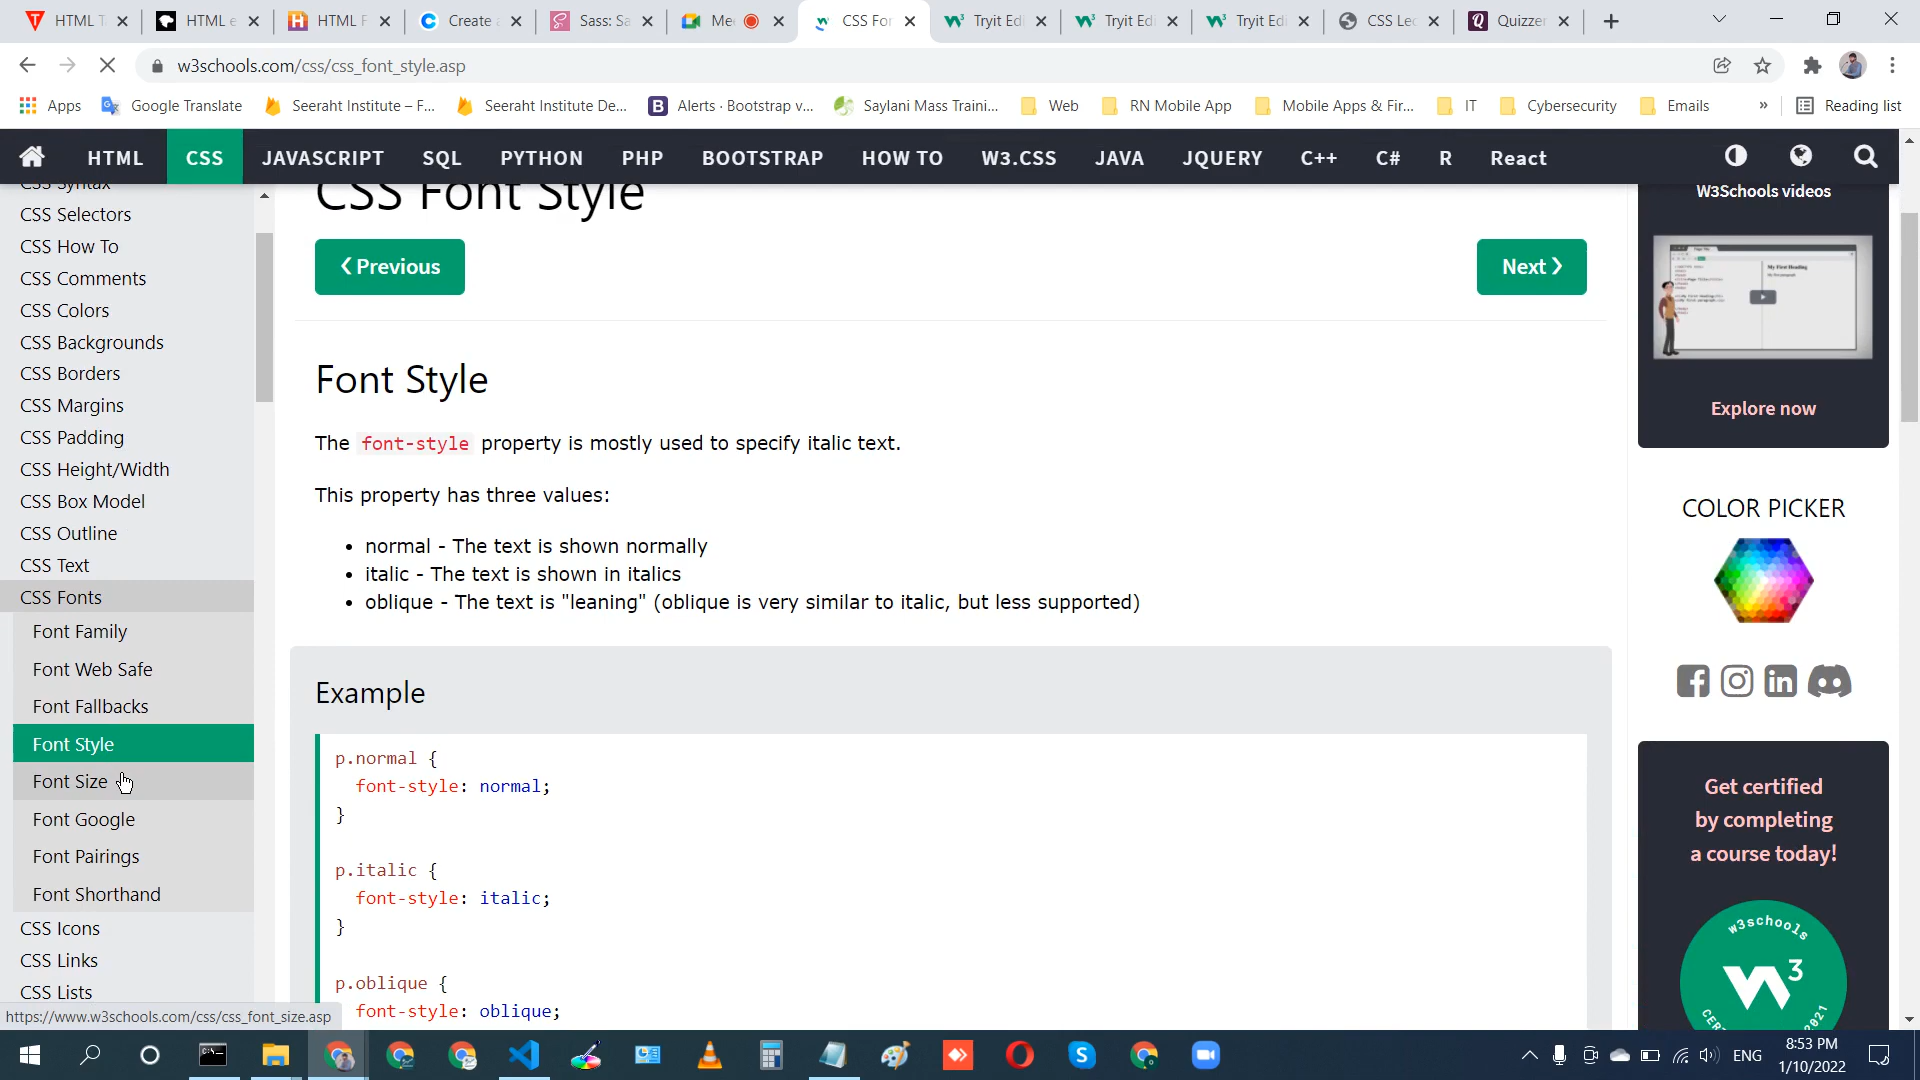 HTML T
HTML e
HTML F
Create a
Sass: Sa
Mee
CSS For
Tryit Edi
Tryit Edi
Tryit Edi
CSS Lec
Quizzer
w3schools.com/css/css_font_style.asp
Apps
Google Translate
Seeraht Institute – F...
Seeraht Institute De...
Alerts · Bootstrap v...
Saylani Mass Traini...
Web
RN Mobile App
Mobile Apps & Fir...
IT
Cybersecurity
Emails
»
Reading list
HTML
CSS
JAVASCRIPT
SQL
PYTHON
PHP
BOOTSTRAP
HOW TO
W3.CSS
JAVA
JQUERY
C++
C#
R
React
CSS Syntax
CSS Selectors
CSS How To
CSS Comments
CSS Colors
CSS Backgrounds
CSS Borders
CSS Margins
CSS Padding
CSS Height/Width
CSS Box Model
CSS Outline
CSS Text
CSS Fonts
Font Family
Font Web Safe
Font Fallbacks
Font Style
Font Size
Font Google
Font Pairings
Font Shorthand
CSS Icons
CSS Links
CSS Lists
https://www.w3schools.com/css/css_font_size.asp
CSS Font Style
❮ Previous
Next ❯
Font Style
The font-style property is mostly used to specify italic text.
This property has three values:
• normal - The text is shown normally
• italic - The text is shown in italics
• oblique - The text is "leaning" (oblique is very similar to italic, but less supported)
Example
p.normal {
font-style: normal;
}
p.italic {
font-style: italic;
}
p.oblique {
font-style: oblique;
W3Schools videos
My First Heading
Explore now
COLOR PICKER
Get certified
by completing
a course today!
w3schools
W3
ENG
8:53 PM
1/10/2022